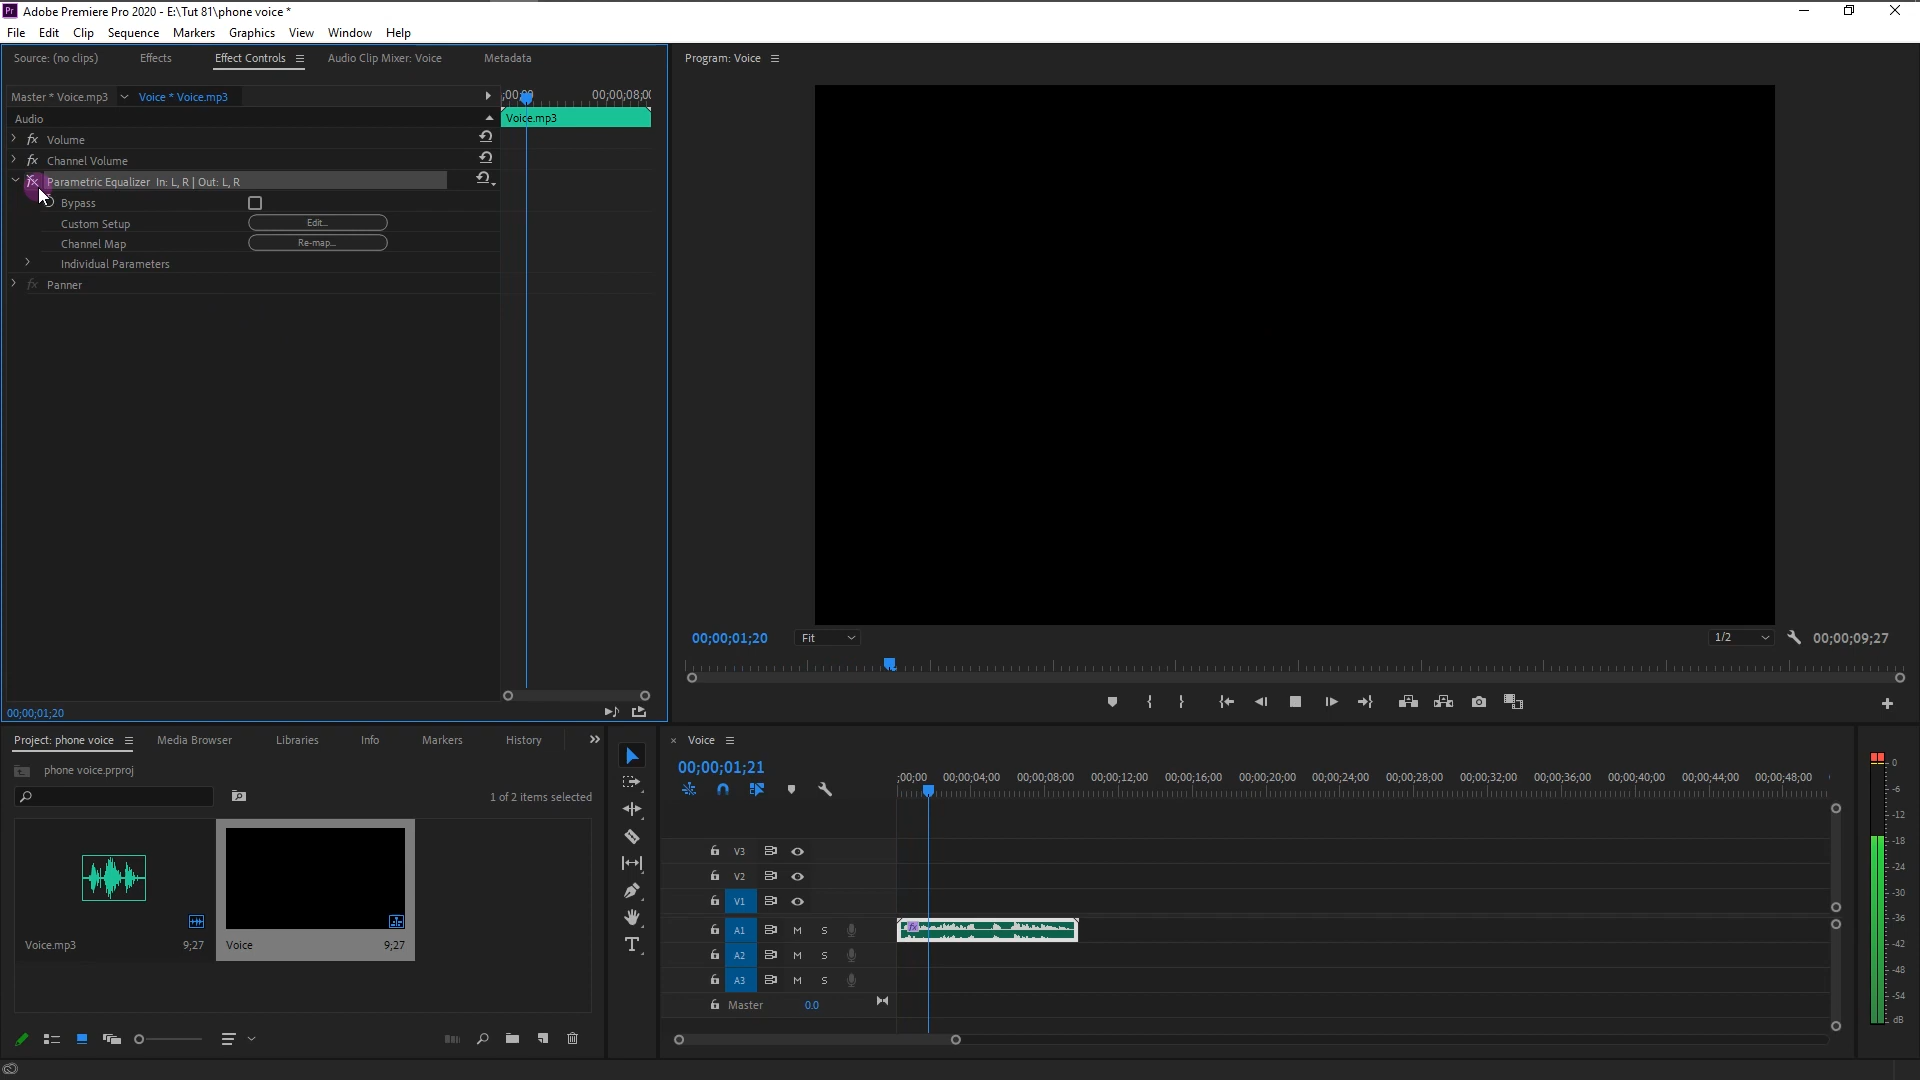 Pr Adobe Premiere Pro 2020 - E:\Tut 81\phone voice *
File Edit Clip Sequence Markers Graphics View Window Help
Source: (no clips) Effects Effect Controls Audio Clip Mixer: Voice Metadata
Program: Voice
Master * Voice.mp3 Voice * Voice.mp3
;00;00 00;00;08;0
Audio
Voice.mp3
fx Volume
fx Channel Volume
fx Parametric Equalizer In: L, R | Out: L, R
Bypass
Custom Setup Edit...
Channel Map Re-map...
Individual Parameters
fx Panner
00;00;01;20 Fit 1/2 00;00;09;27
00;00;01;20
Project: phone voice Media Browser Libraries Info Markers History
phone voice.prproj
1 of 2 items selected
Voice.mp3 9;27
Voice 9;27
Voice
00;00;01;21
;00;00 00;00;04;00 00;00;08;00 00;00;12;00 00;00;16;00 00;00;20;00 00;00;24;00 00;00;28;00 00;00;32;00 00;00;36;00 00;00;40;00 00;00;44;00 00;00;48;00
V3
V2
V1
A1 M S
A2 M S
A3 M S
Master 0.0
fx
0
-6
-12
-18
-24
-30
-36
-42
-48
-54
dB